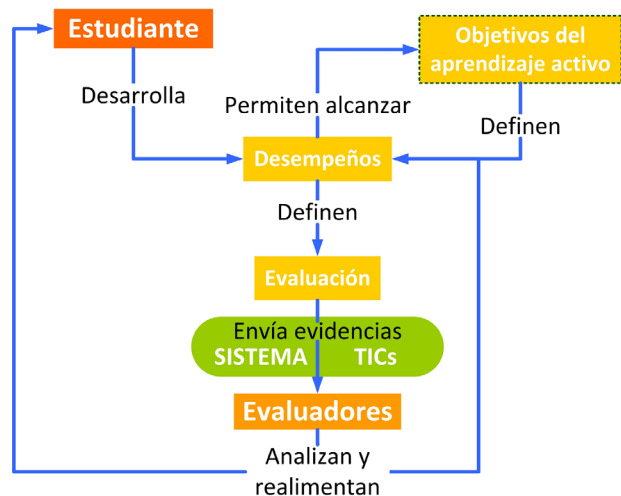 Estudiante
Objetivos del
aprendizaje activo
Desarrolla
Permiten alcanzar
Definen
Desempeños
Definen
Evaluación
Envía evidencias
SISTEMA TICs
Evaluadores
Analizan y
realimentan